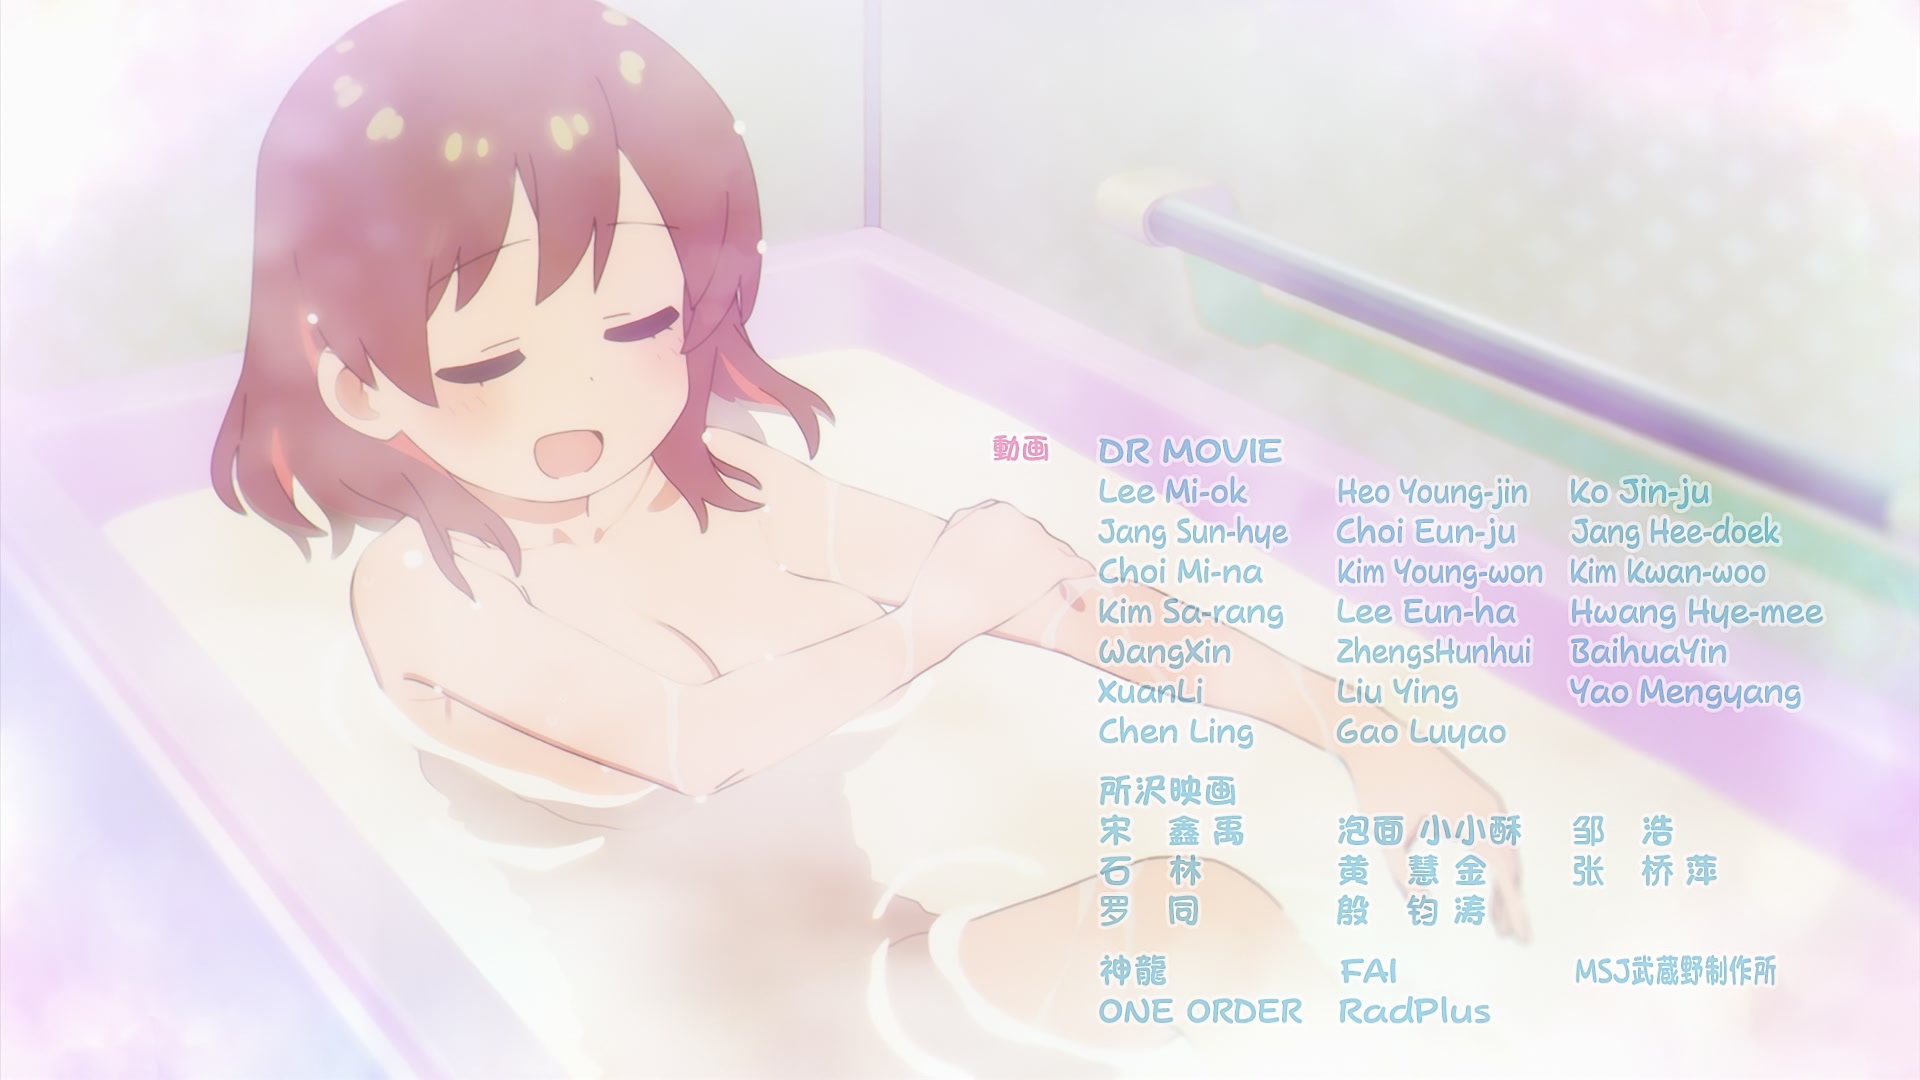 動画 DR MOVIE
Lee Mi-ok Heo Young-jin Ko Jin-ju
Jang Sun-hye Choi Eun-ju Jang Hee-doek
Choi Mi-na Kim Young-won Kim Kwan-woo
Kim Sa-rang Lee Eun-ha Hwang Hye-mee
WangXin ZhengsHunhui BaihuaYin
XuanLi Liu Ying Yao Mengyang
Chen Ling Gao Luyao
所沢映画
宋 鑫禹 泡面 小小酥 邹 浩
石 林 黄 慧金 张 桥萍
罗 同 殷 钧涛
神龍 FAI MSJ武蔵野制作所
ONE ORDER RadPlus